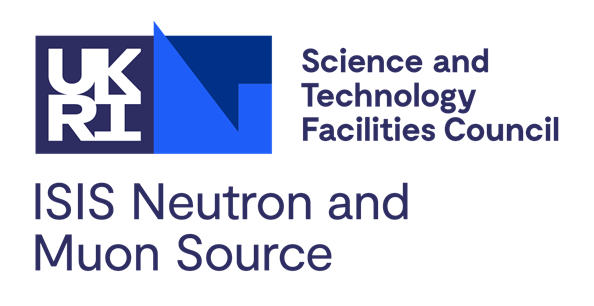 UK
RI
Science and
Technology
Facilities Council
ISIS Neutron and
Muon Source